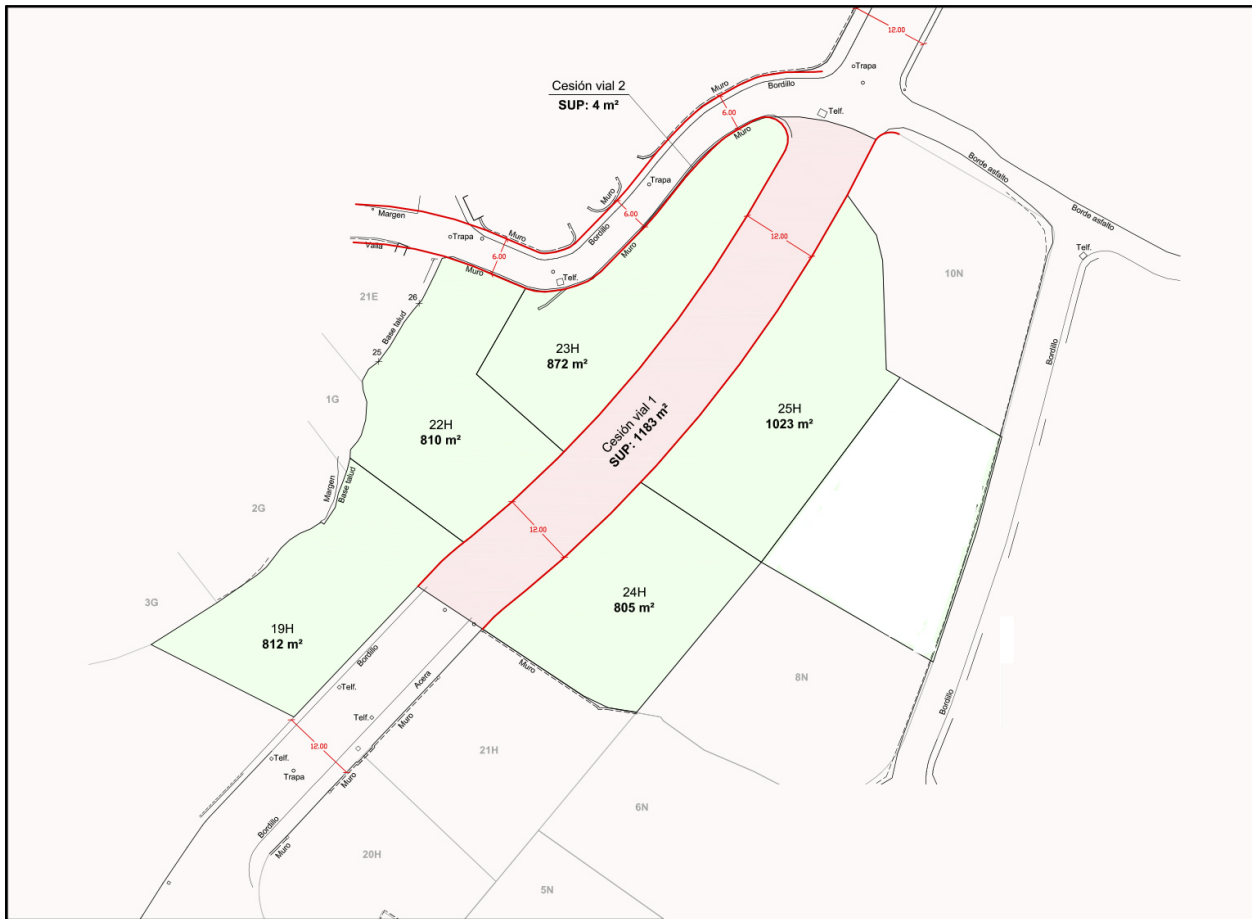 12.00
Trapa
Cesión vial 2
SUP: 4 m²
Muro
Bordillo
6.00
Telf.
Muro
Borde asfalto
Trapa
Muro
Borde asfalto
Margen
6.00
Bordillo
Muro
Trapa
12.00
Valla
6.00
Muro
Muro
Telf.
Telf.
10N
21E
26
Base talud
25
23H
872 m²
Bordillo
1G
22H
810 m²
Cesión vial 1
SUP: 1183 m²
25H
1023 m²
Margen
Base talud
2G
12.00
3G
19H
812 m²
24H
805 m²
Bordillo
Muro
Acera
8N
Telf.
Bordillo
Telf.
Muro
12.00
21H
Telf.
Trapa
Muro
6N
Bordillo
Muro
20H
5N